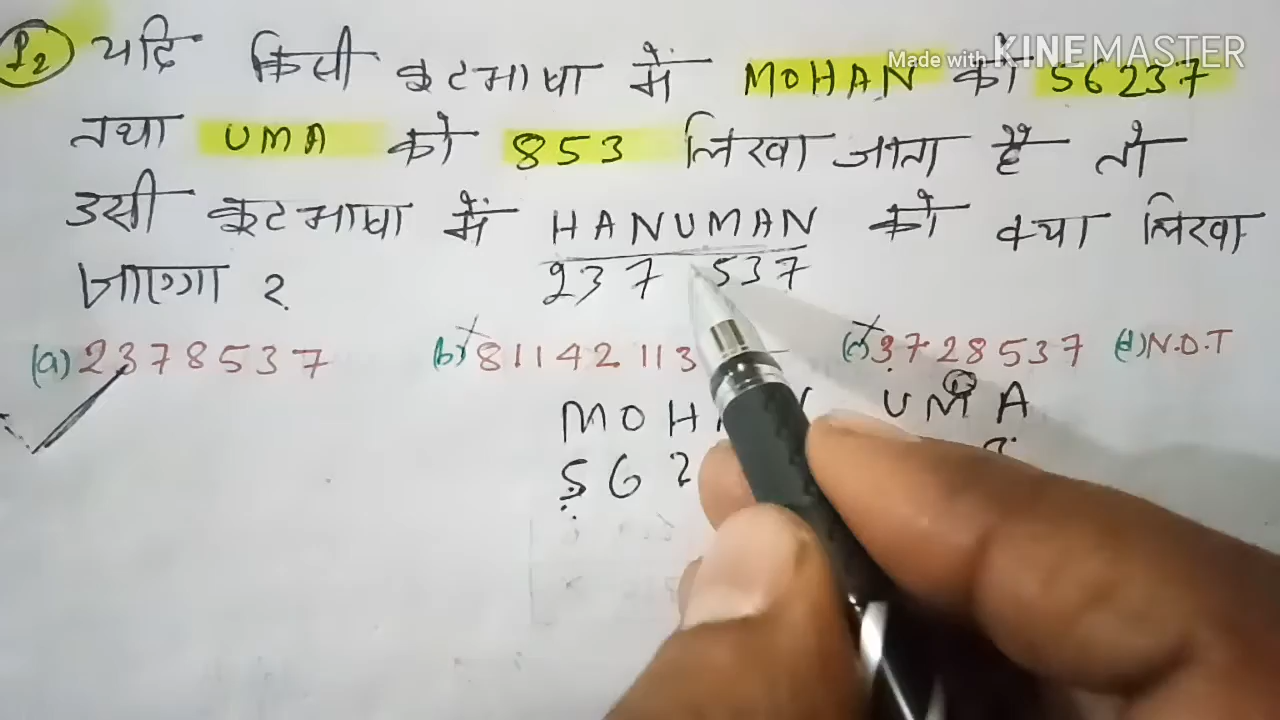 P₂ यदि किसी कूटभाषा में MOHAN को 56237
Made with KINEMASTER
तथा UMA को 853 लिखा जाता है तो
उसी कूटभाषा में HANUMAN को क्या लिखा
जाएगा ?
237 537
(a) 2378537 (b) 81142113 (c) 3728537 (d) N.O.T
MOH UMA
562